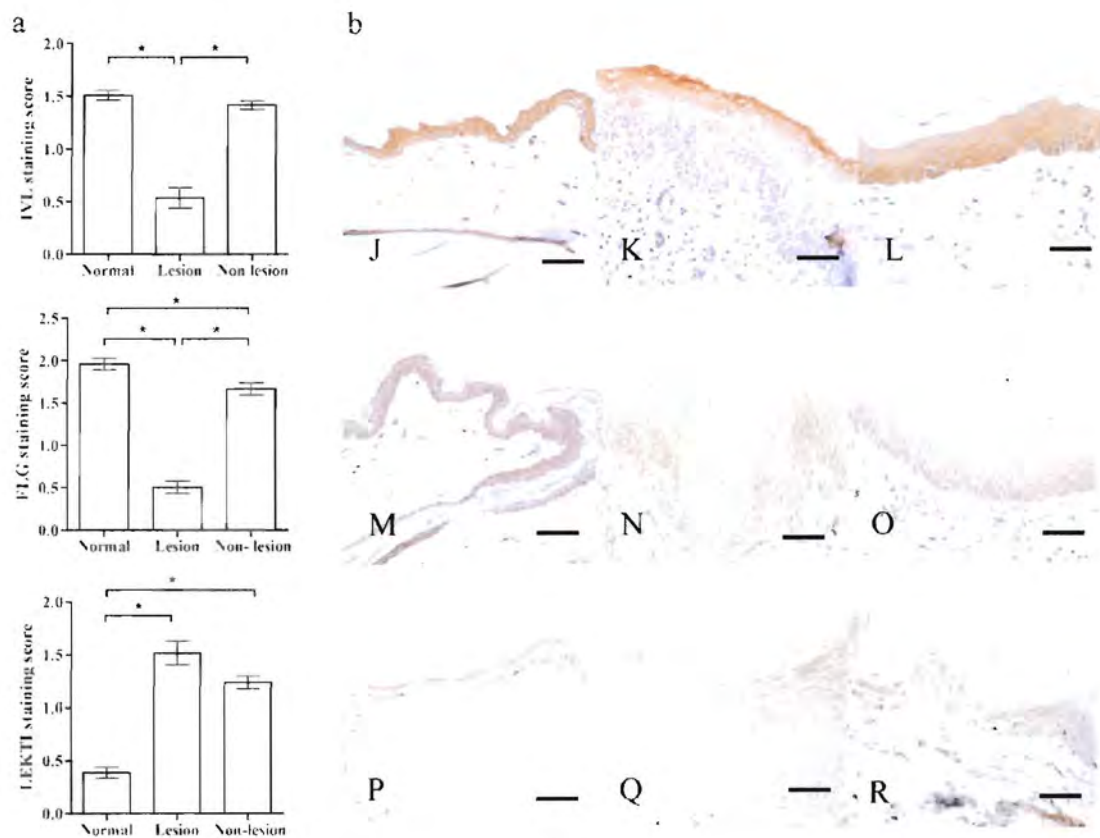 a
b
IVL staining score
2.0
1.5
1.0
0.5
0.0
* *
Normal Lesion Non lesion
J K L
FLG staining score
2.5
2.0
1.5
1.0
0.5
0.0
*
* *
Normal Lesion Non-lesion
M N O
LEKTI staining score
2.0
1.5
1.0
0.5
0.0
*
*
Normal Lesion Non-lesion
P Q R